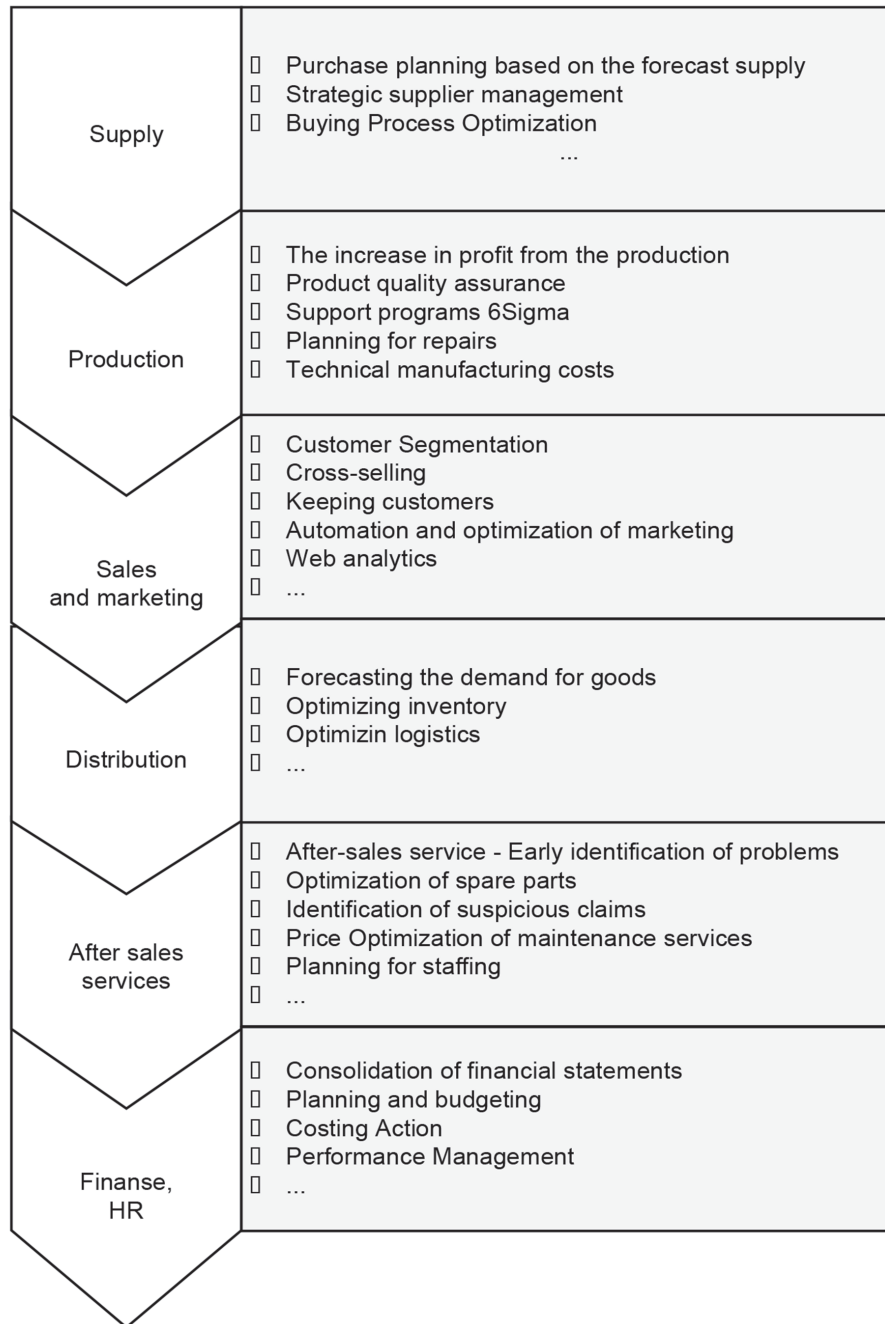 Supply
▯ Purchase planning based on the forecast supply
▯ Strategic supplier management
▯ Buying Process Optimization
...
Production
▯ The increase in profit from the production
▯ Product quality assurance
▯ Support programs 6Sigma
▯ Planning for repairs
▯ Technical manufacturing costs
Sales
and marketing
▯ Customer Segmentation
▯ Cross-selling
▯ Keeping customers
▯ Automation and optimization of marketing
▯ Web analytics
▯ ...
Distribution
▯ Forecasting the demand for goods
▯ Optimizing inventory
▯ Optimizin logistics
▯ ...
After sales
services
▯ After-sales service - Early identification of problems
▯ Optimization of spare parts
▯ Identification of suspicious claims
▯ Price Optimization of maintenance services
▯ Planning for staffing
▯ ...
Finanse,
HR
▯ Consolidation of financial statements
▯ Planning and budgeting
▯ Costing Action
▯ Performance Management
▯ ...